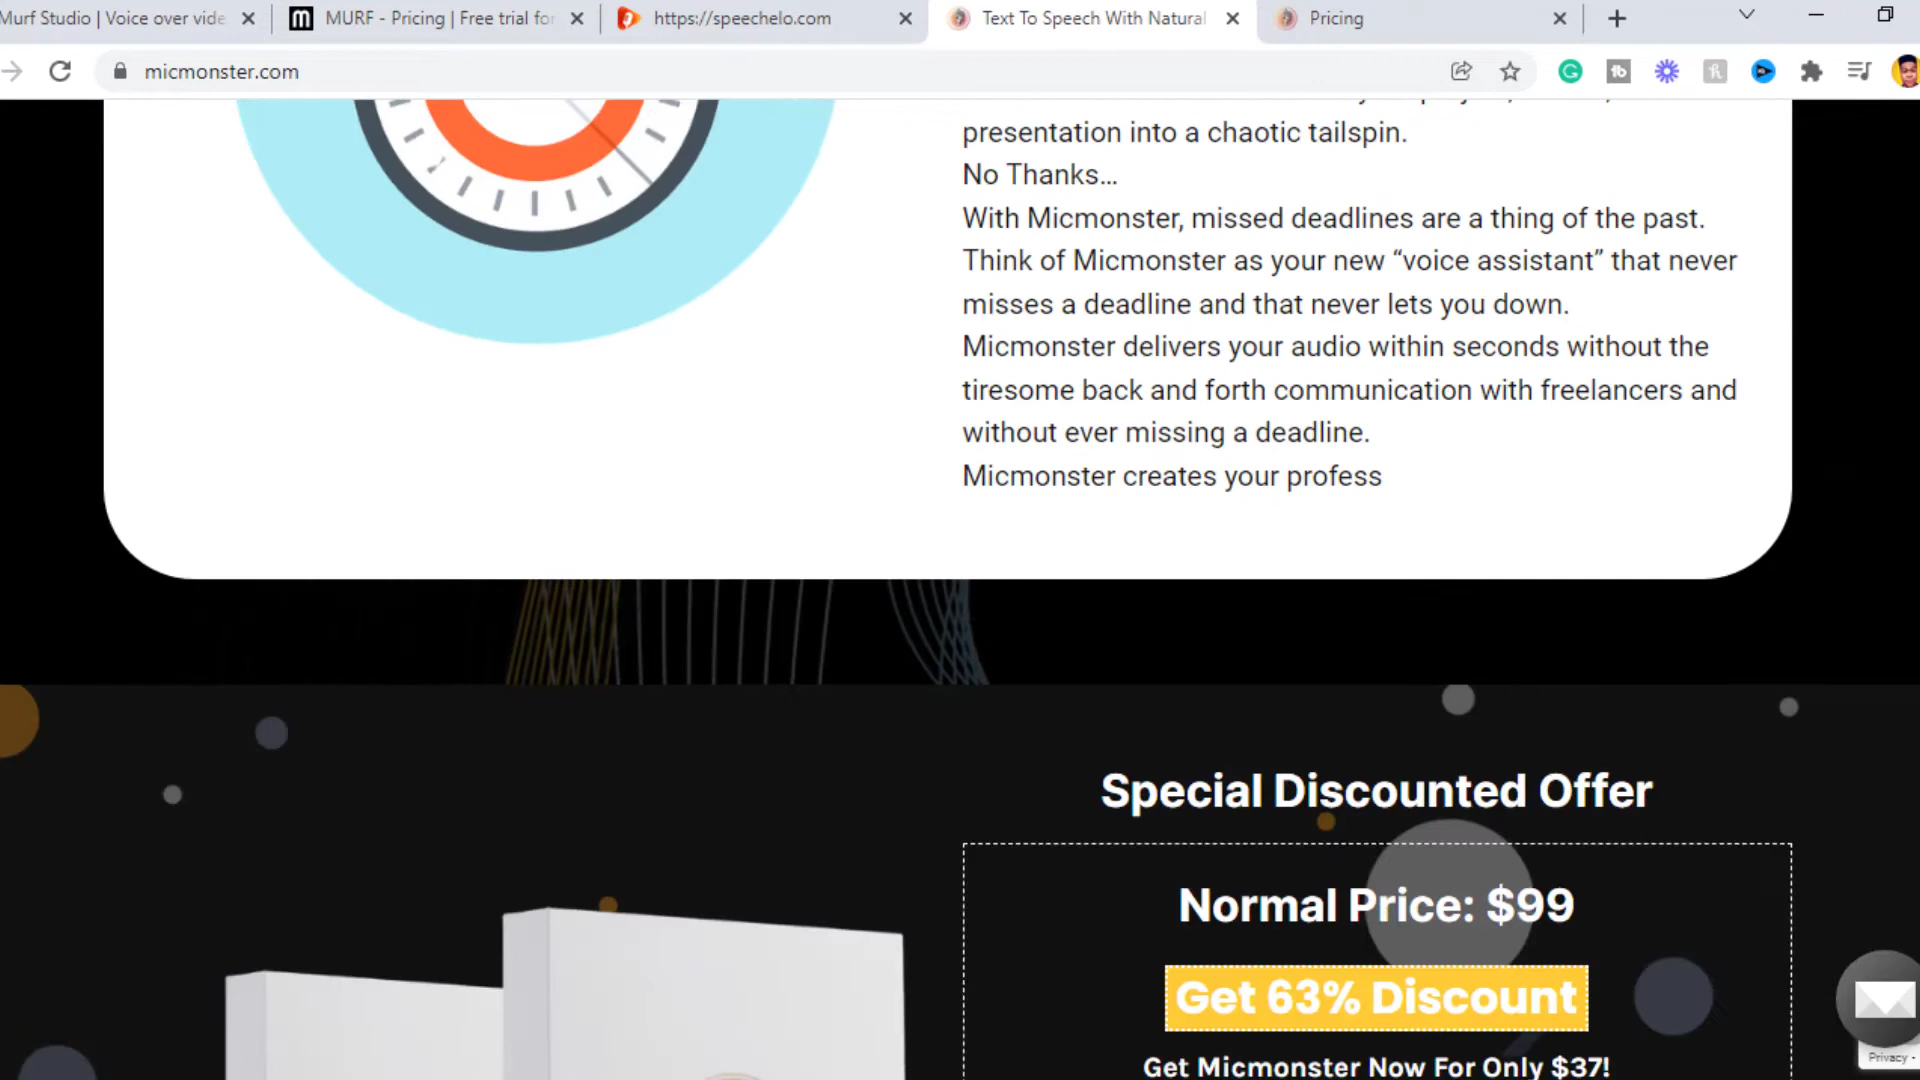 Murf Studio | Voice over vide
MURF - Pricing | Free trial for
https://speechelo.com
Text To Speech With Natural
Pricing
micmonster.com
presentation into a chaotic tailspin.
No Thanks...
With Micmonster, missed deadlines are a thing of the past.
Think of Micmonster as your new “voice assistant” that never
misses a deadline and that never lets you down.
Micmonster delivers your audio within seconds without the
tiresome back and forth communication with freelancers and
without ever missing a deadline.
Micmonster creates your profess
Special Discounted Offer
Normal Price: $99
Get 63% Discount
Get Micmonster Now For Only $37!
Privacy -